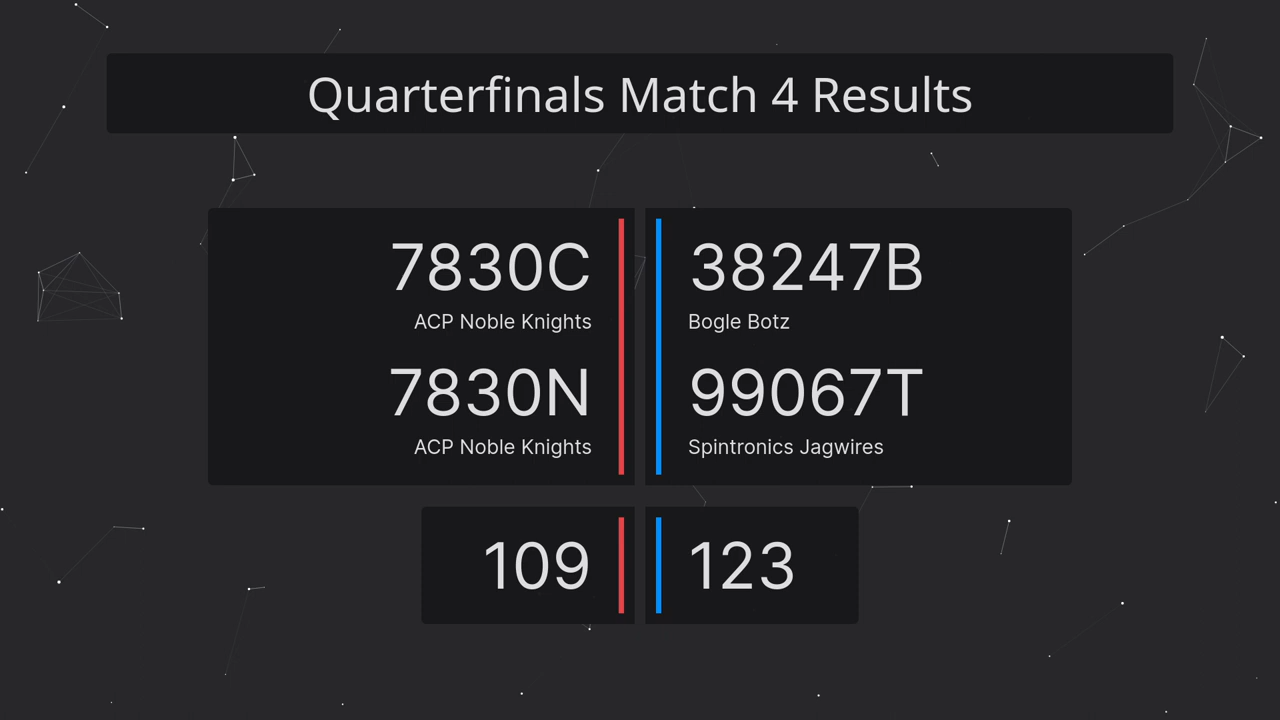 Quarterfinals Match 4 Results
7830C
ACP Noble Knights
7830N
ACP Noble Knights
38247B
Bogle Botz
99067T
Spintronics Jagwires
109
123